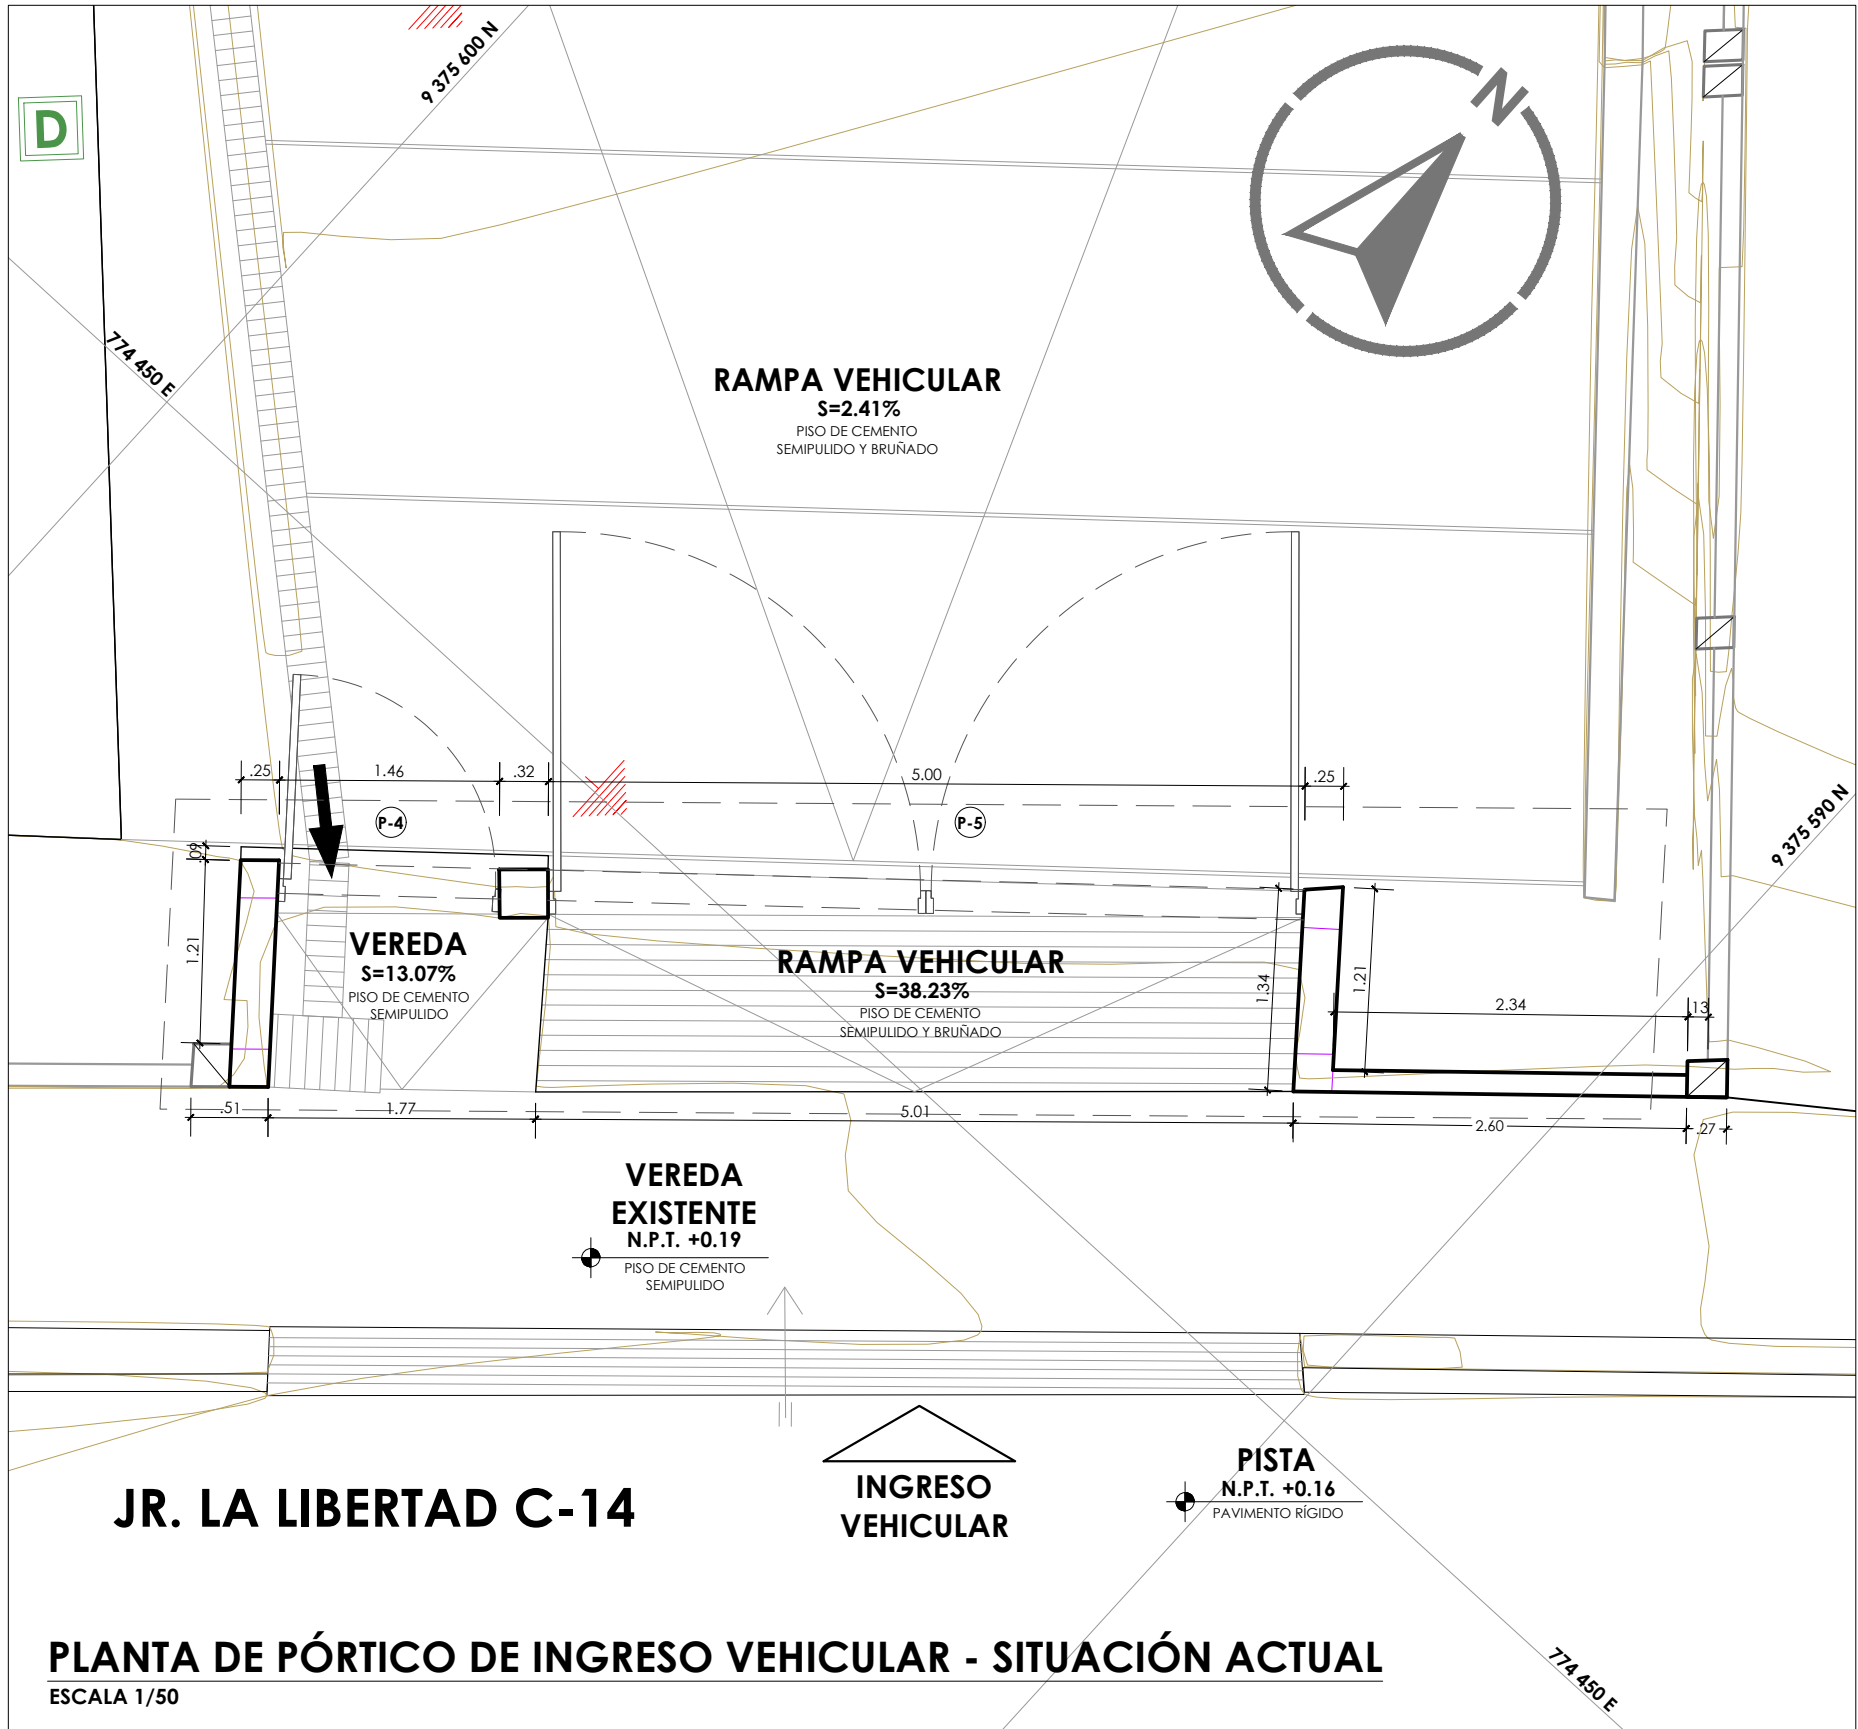 9 375 600 N
N
D
774 450 E
RAMPA VEHICULAR
S=2.41%
PISO DE CEMENTO
SEMIPULIDO Y BRUÑADO
.25
1.46
.32
5.00
.25
P-4
P-5
9 375 590 N
.09
1.21
VEREDA
S=13.07%
PISO DE CEMENTO
SEMIPULIDO
RAMPA VEHICULAR
S=38.23%
PISO DE CEMENTO
SEMIPULIDO Y BRUÑADO
1.34
1.21
2.34
.13
.51
1.77
5.01
2.60
.27
VEREDA
EXISTENTE
N.P.T. +0.19
PISO DE CEMENTO
SEMIPULIDO
INGRESO
VEHICULAR
PISTA
N.P.T. +0.16
PAVIMENTO RÍGIDO
JR. LA LIBERTAD C-14
774 450 E
PLANTA DE PÓRTICO DE INGRESO VEHICULAR - SITUACIÓN ACTUAL
ESCALA 1/50